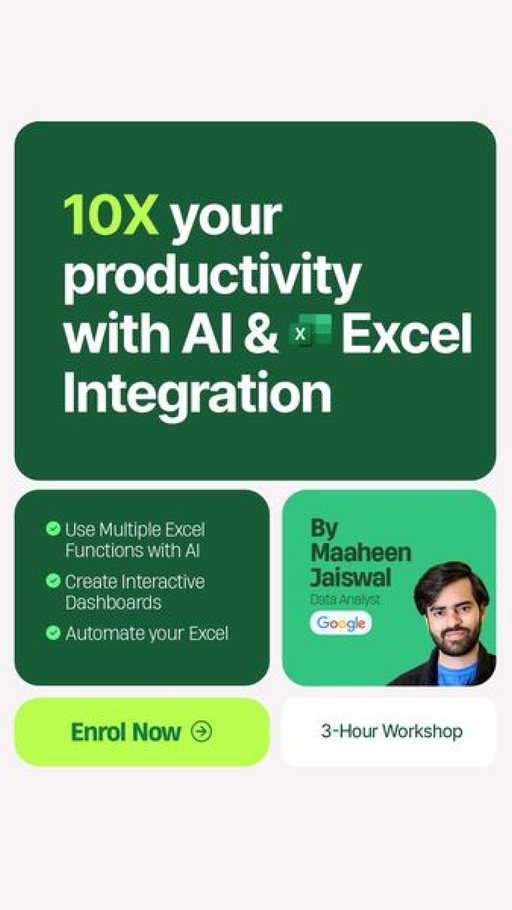 10X your
productivity
with AI & X Excel
Integration
Use Multiple Excel
Functions with AI
Create Interactive
Dashboards
Automate your Excel
By
Maaheen
Jaiswal
Data Analyst
Google
Enrol Now
3-Hour Workshop